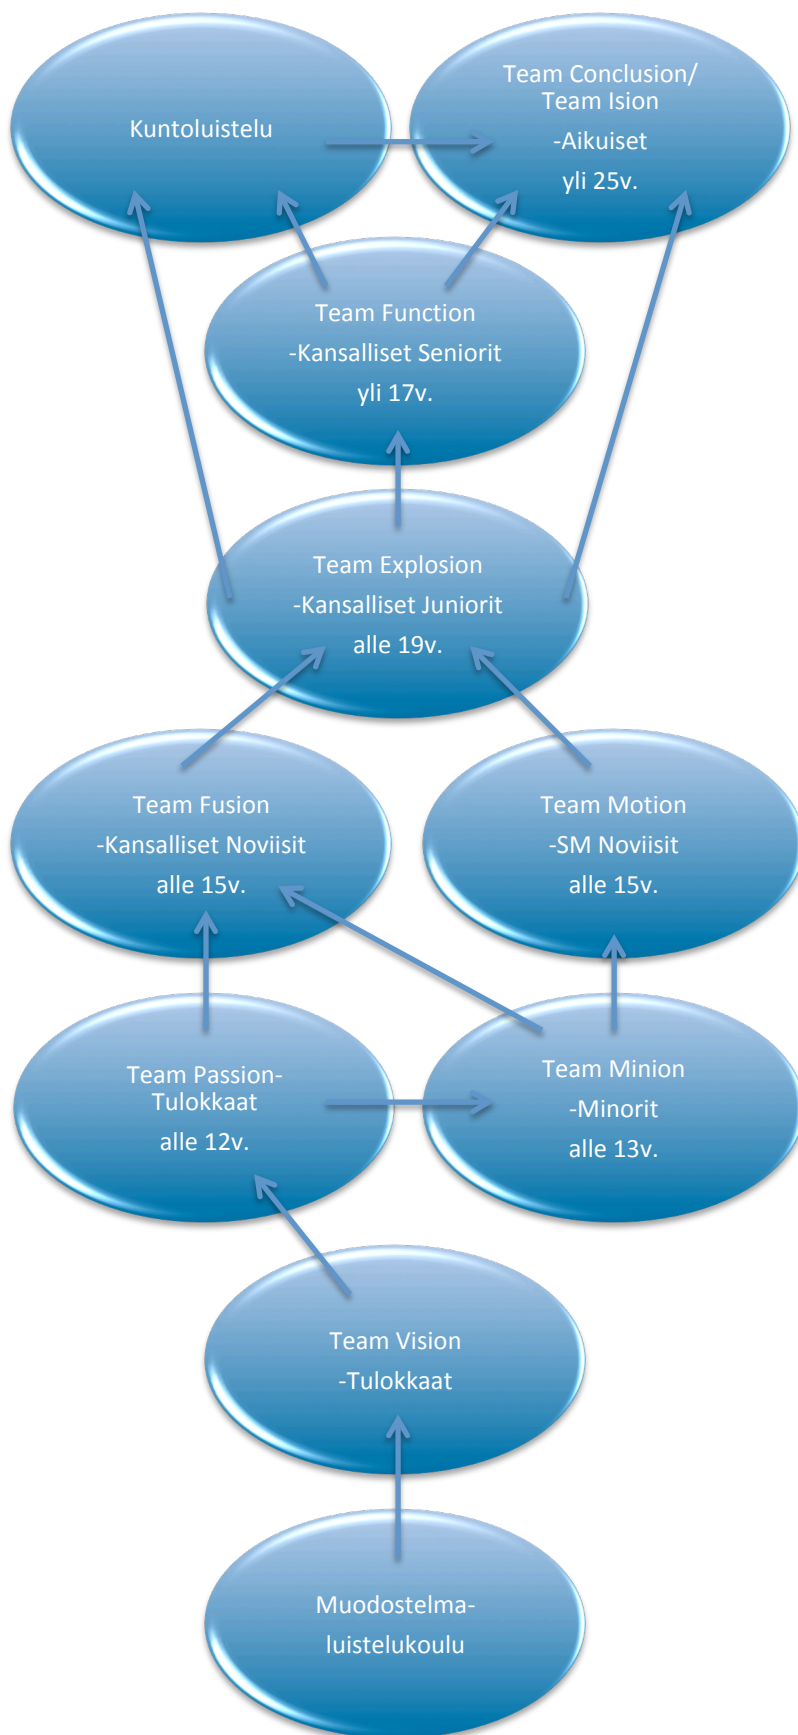 Kuntoluistelu
Team Conclusion/
Team Ision
-Aikuiset
yli 25v.
Team Function
-Kansalliset Seniorit
yli 17v.
Team Explosion
-Kansalliset Juniorit
alle 19v.
Team Fusion
-Kansalliset Noviisit
alle 15v.
Team Motion
-SM Noviisit
alle 15v.
Team Passion-
Tulokkaat
alle 12v.
Team Minion
-Minorit
alle 13v.
Team Vision
-Tulokkaat
Muodostelma-
luistelukoulu